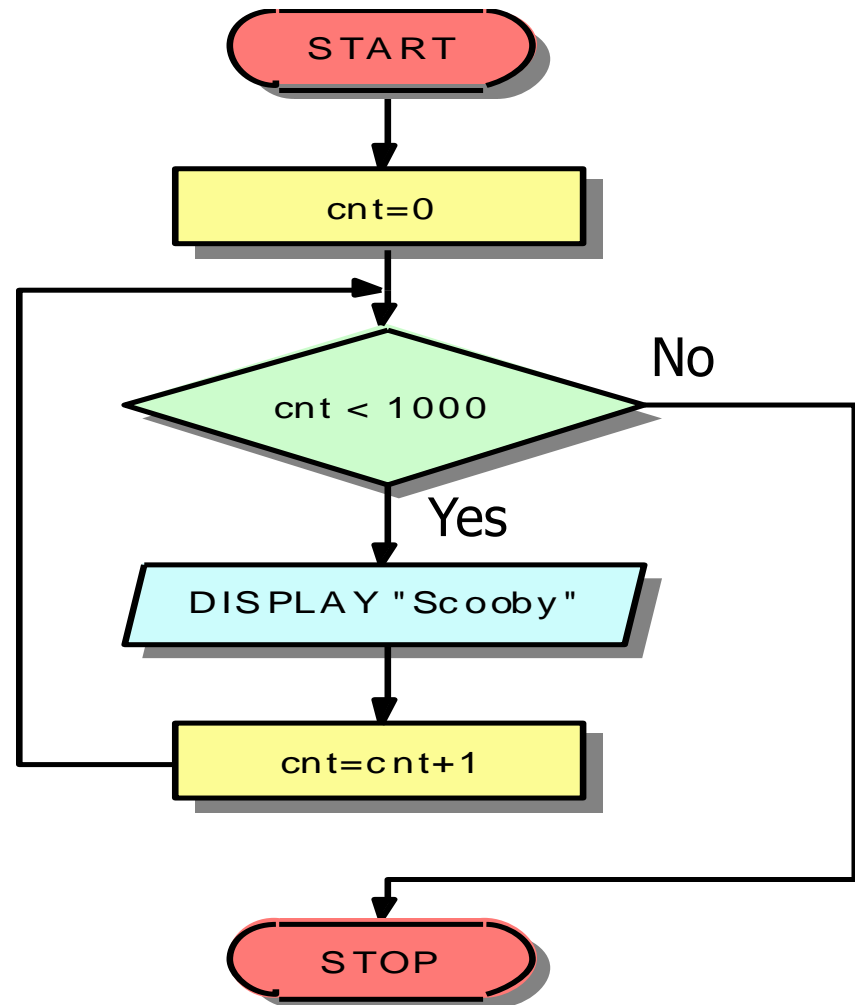 START
cnt=0
cnt < 1000
No
Yes
DISPLAY "Scooby"
cnt=cnt+1
STOP